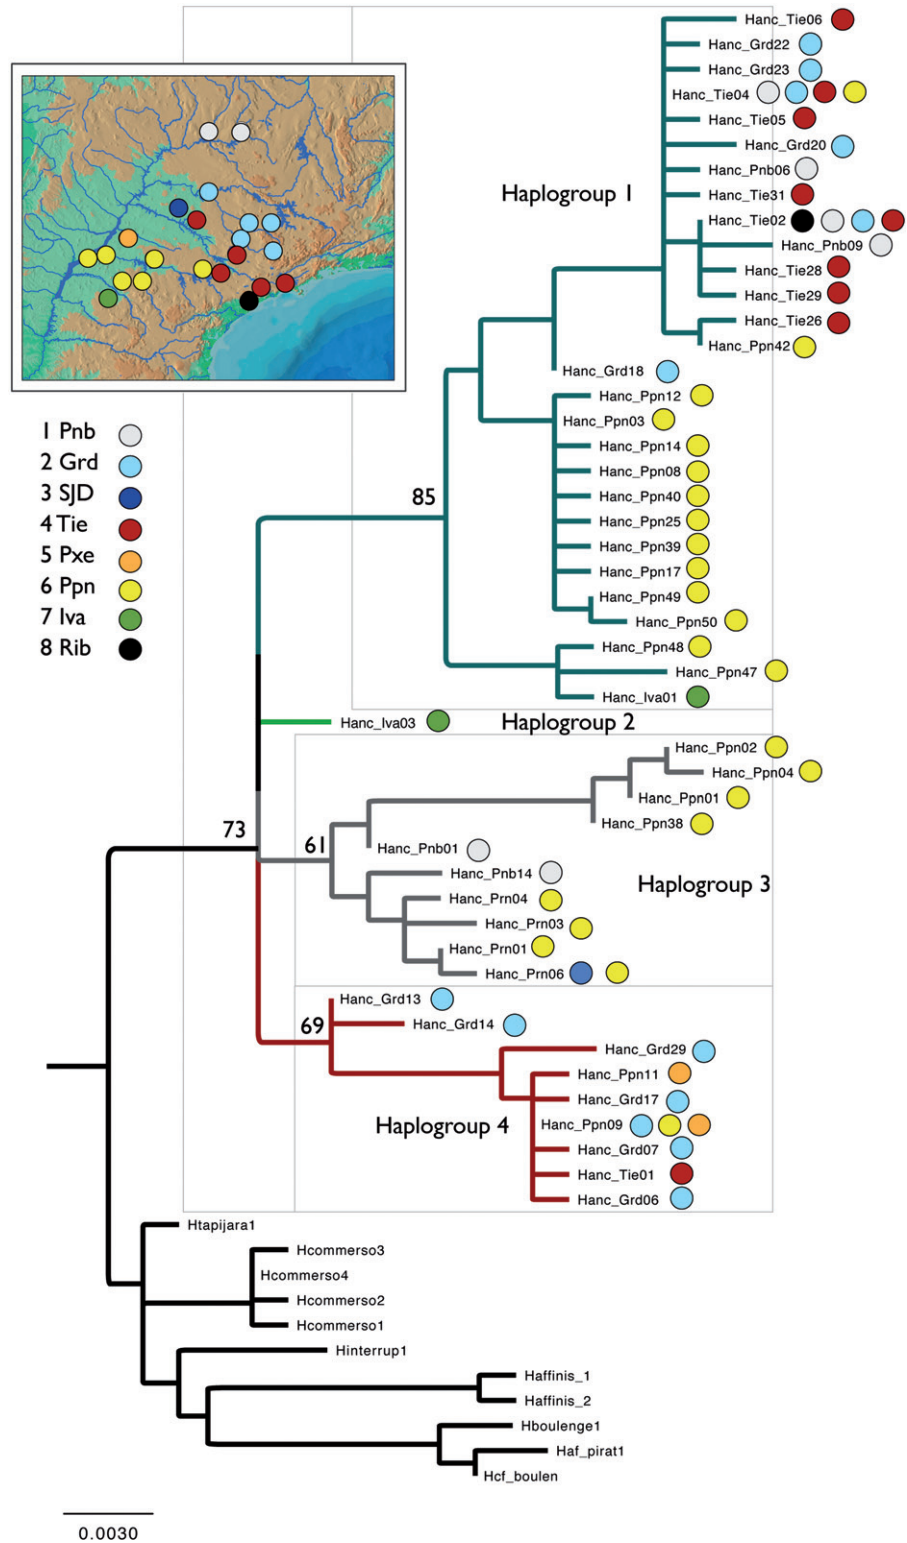 Hanc_Tie06
Hanc_Grd22
Hanc_Grd23
Hanc_Tie04
Hanc_Tie05
Hanc_Grd20
Hanc_Pnb06
Haplogroup 1
Hanc_Tie31
Hanc_Tie02
Hanc_Pnb09
Hanc_Tie28
Hanc_Tie29
Hanc_Tie26
Hanc_Ppn42
Hanc_Grd18
Hanc_Ppn12
Hanc_Ppn03
Hanc_Ppn14
Hanc_Ppn08
Hanc_Ppn40
Hanc_Ppn25
Hanc_Ppn39
Hanc_Ppn17
Hanc_Ppn49
Hanc_Ppn50
Hanc_Ppn48
Hanc_Ppn47
Hanc_Iva01
1 Pnb
2 Grd
3 SJD
4 Tie
5 Pxe
6 Ppn
7 Iva
8 Rib
85
Hanc_Iva03
Haplogroup 2
Hanc_Ppn02
Hanc_Ppn04
Hanc_Ppn01
Hanc_Ppn38
73
61
Hanc_Pnb01
Hanc_Pnb14
Haplogroup 3
Hanc_Prn04
Hanc_Prn03
Hanc_Prn01
Hanc_Prn06
Hanc_Grd13
69
Hanc_Grd14
Hanc_Grd29
Hanc_Ppn11
Hanc_Grd17
Haplogroup 4
Hanc_Ppn09
Hanc_Grd07
Hanc_Tie01
Hanc_Grd06
Htapijara1
Hcommerso3
Hcommerso4
Hcommerso2
Hcommerso1
Hinterrup1
Haffinis_1
Haffinis_2
Hboulenge1
Haf_pirat1
Hcf_boulen
0.0030